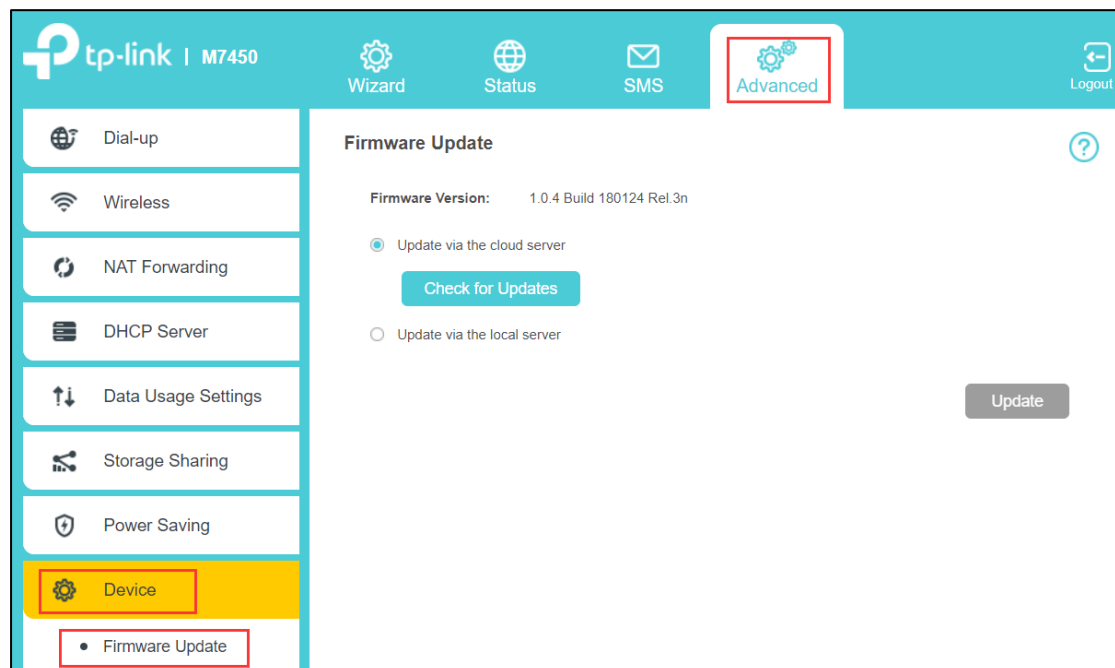 tp-link | M7450
Wizard
Status
SMS
Advanced
Logout
Dial-up
Wireless
NAT Forwarding
DHCP Server
Data Usage Settings
Storage Sharing
Power Saving
Device
Firmware Update
Firmware Update
?
Firmware Version: 1.0.4 Build 180124 Rel.3n
Update via the cloud server
Check for Updates
Update via the local server
Update